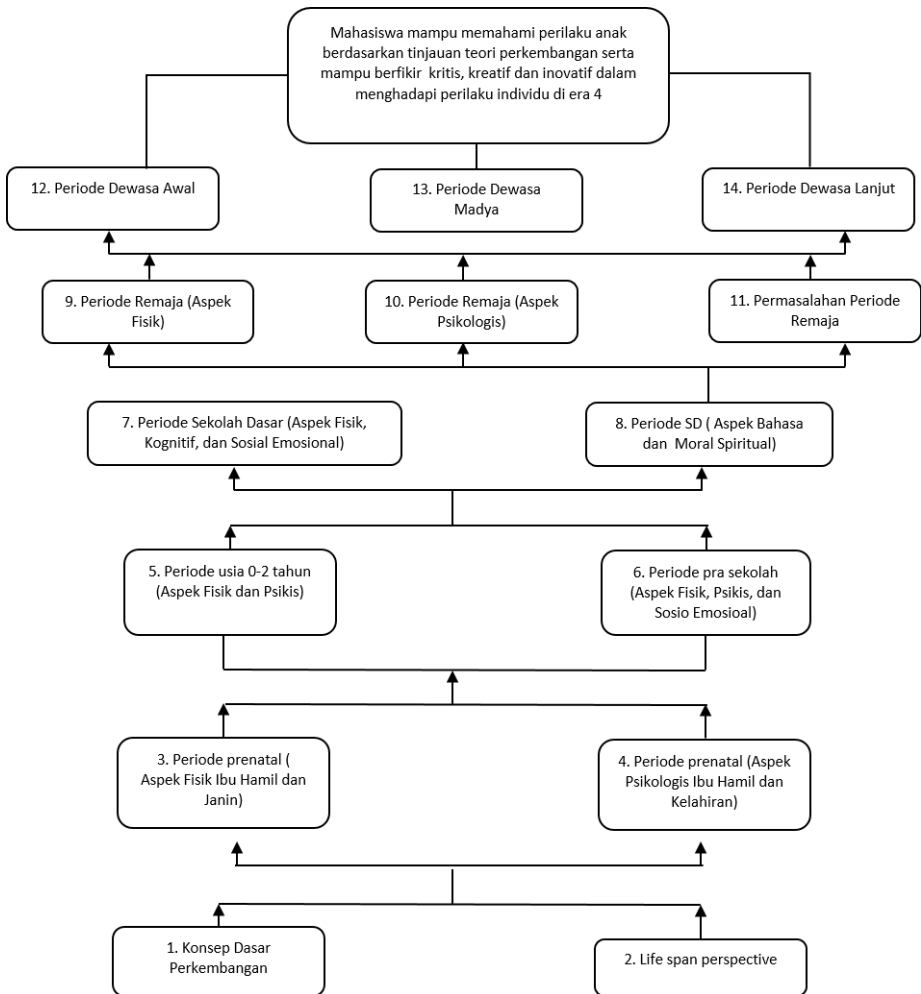 Mahasiswa mampu memahami perilaku anak
berdasarkan tinjauan teori perkembangan serta
mampu berfikir kritis, kreatif dan inovatif dalam
menghadapi perilaku individu di era 4
12. Periode Dewasa Awal
13. Periode Dewasa
Madya
14. Periode Dewasa Lanjut
9. Periode Remaja (Aspek
Fisik)
10. Periode Remaja (Aspek
Psikologis)
11. Permasalahan Periode
Remaja
7. Periode Sekolah Dasar (Aspek Fisik,
Kognitif, dan Sosial Emosional)
8. Periode SD ( Aspek Bahasa
dan Moral Spiritual)
5. Periode usia 0-2 tahun
(Aspek Fisik dan Psikis)
6. Periode pra sekolah
(Aspek Fisik, Psikis, dan
Sosio Emosioal)
3. Periode prenatal (
Aspek Fisik Ibu Hamil dan
Janin)
4. Periode prenatal (Aspek
Psikologis Ibu Hamil dan
Kelahiran)
1. Konsep Dasar
Perkembangan
2. Life span perspective